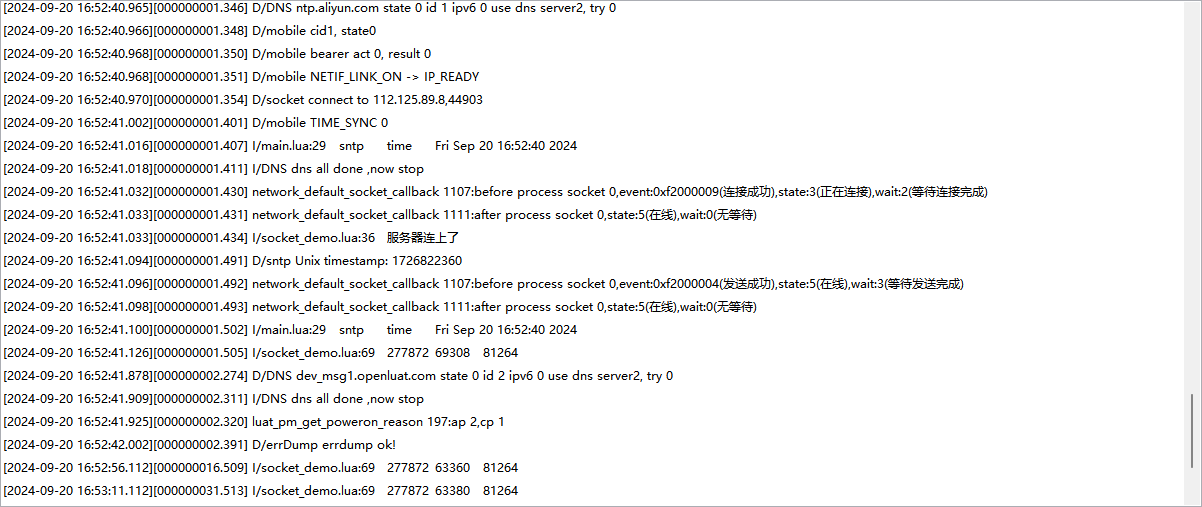 [2024-09-20 16:52:40.965][000000001.346] D/DNS ntp.aliyun.com state 0 id 1 ipv6 0 use dns server2, try 0
[2024-09-20 16:52:40.966][000000001.348] D/mobile cid1, state0
[2024-09-20 16:52:40.968][000000001.350] D/mobile bearer act 0, result 0
[2024-09-20 16:52:40.968][000000001.351] D/mobile NETIF_LINK_ON -> IP_READY
[2024-09-20 16:52:40.970][000000001.354] D/socket connect to 112.125.89.8,44903
[2024-09-20 16:52:41.002][000000001.401] D/mobile TIME_SYNC 0
[2024-09-20 16:52:41.016][000000001.407] I/main.lua:29 sntp time Fri Sep 20 16:52:40 2024
[2024-09-20 16:52:41.018][000000001.411] I/DNS dns all done ,now stop
[2024-09-20 16:52:41.032][000000001.430] network_default_socket_callback 1107:before process socket 0,event:0xf2000009(连接成功),state:3(正在连接),wait:2(等待连接完成)
[2024-09-20 16:52:41.033][000000001.431] network_default_socket_callback 1111:after process socket 0,state:5(在线),wait:0(无等待)
[2024-09-20 16:52:41.033][000000001.434] I/socket_demo.lua:36 服务器连上了
[2024-09-20 16:52:41.094][000000001.491] D/sntp Unix timestamp: 1726822360
[2024-09-20 16:52:41.096][000000001.492] network_default_socket_callback 1107:before process socket 0,event:0xf2000004(发送成功),state:5(在线),wait:3(等待发送完成)
[2024-09-20 16:52:41.098][000000001.493] network_default_socket_callback 1111:after process socket 0,state:5(在线),wait:0(无等待)
[2024-09-20 16:52:41.100][000000001.502] I/main.lua:29 sntp time Fri Sep 20 16:52:40 2024
[2024-09-20 16:52:41.126][000000001.505] I/socket_demo.lua:69 277872 69308 81264
[2024-09-20 16:52:41.878][000000002.274] D/DNS dev_msg1.openluat.com state 0 id 2 ipv6 0 use dns server2, try 0
[2024-09-20 16:52:41.909][000000002.311] I/DNS dns all done ,now stop
[2024-09-20 16:52:41.925][000000002.320] luat_pm_get_poweron_reason 197:ap 2,cp 1
[2024-09-20 16:52:42.002][000000002.391] D/errDump errdump ok!
[2024-09-20 16:52:56.112][000000016.509] I/socket_demo.lua:69 277872 63360 81264
[2024-09-20 16:53:11.112][000000031.513] I/socket_demo.lua:69 277872 63380 81264